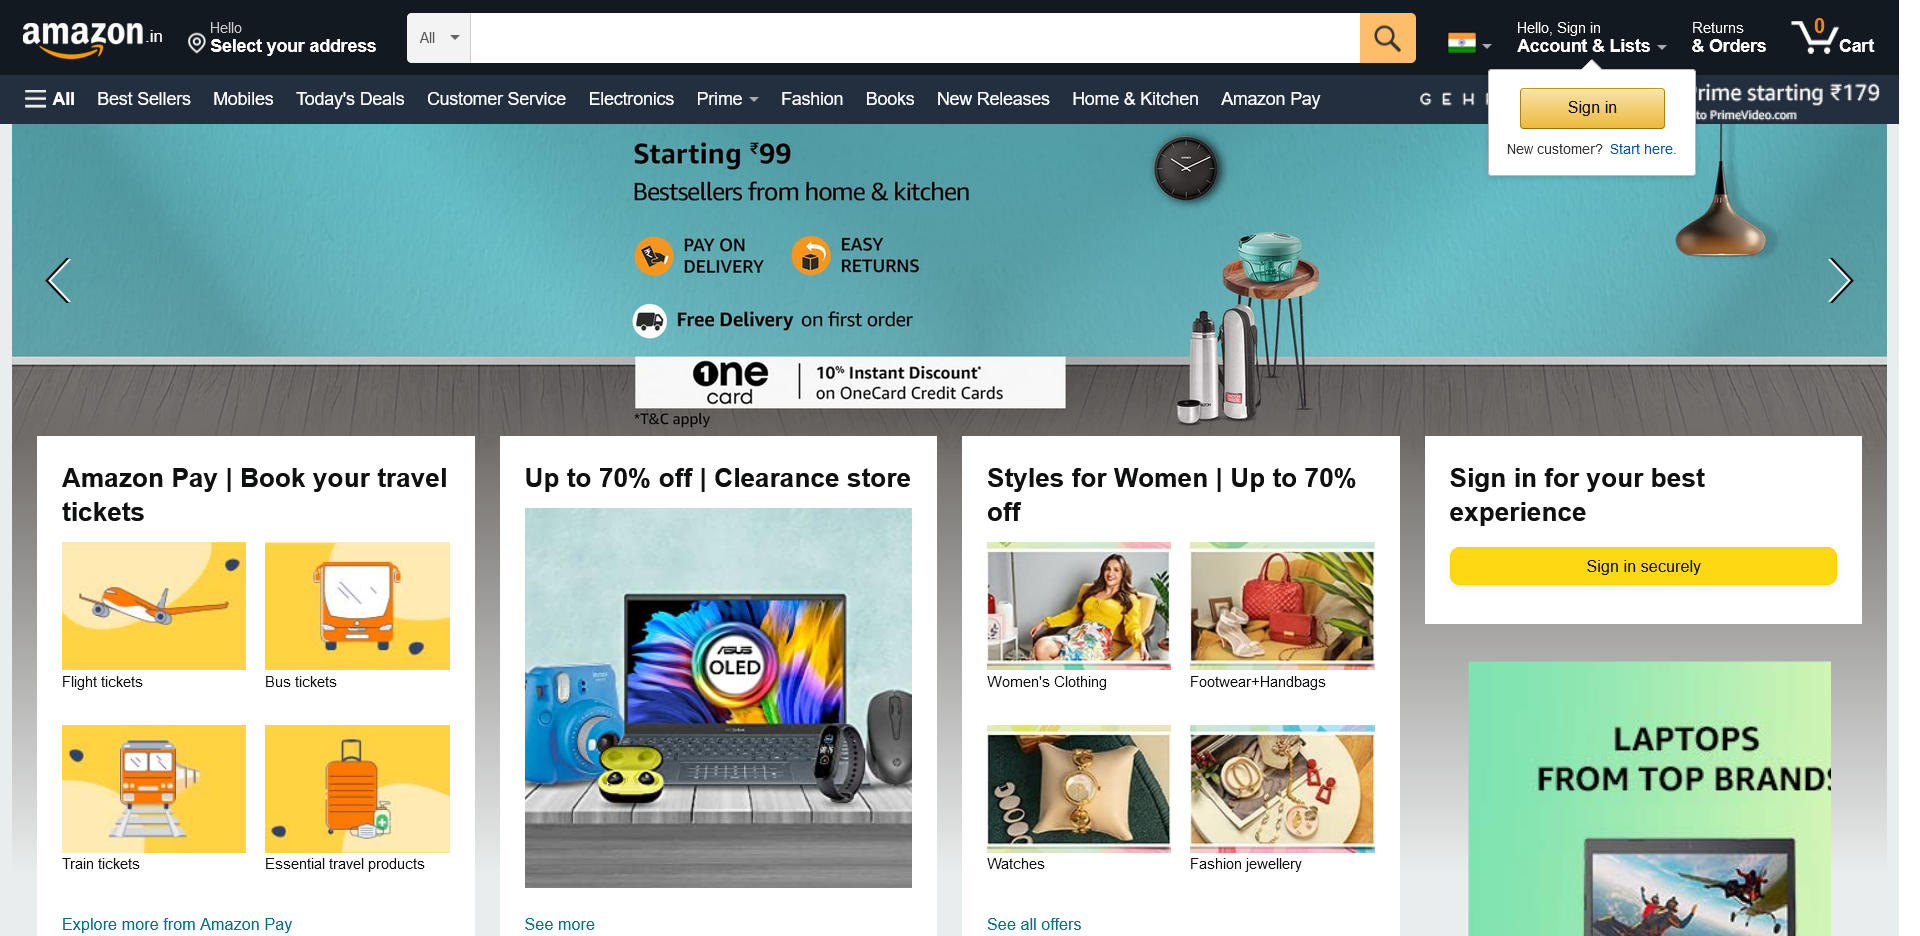 amazon.in
Hello
Select your address
All
0
Hello, Sign in
Account & Lists
Returns
& Orders
Cart
All
Best Sellers
Mobiles
Today's Deals
Customer Service
Electronics
Prime
Fashion
Books
New Releases
Home & Kitchen
Amazon Pay
Prime starting ₹179
to PrimeVideo.com
Sign in
New customer? Start here.
Starting ₹99
Bestsellers from home & kitchen
PAY ON
DELIVERY
EASY
RETURNS
Free Delivery on first order
one
card
10% Instant Discount*
on OneCard Credit Cards
*T&C apply
Amazon Pay | Book your travel
tickets
Flight tickets
Bus tickets
Train tickets
Essential travel products
Explore more from Amazon Pay
Up to 70% off | Clearance store
ASUS
OLED
See more
Styles for Women | Up to 70%
off
Women's Clothing
Footwear+Handbags
Watches
Fashion jewellery
See all offers
Sign in for your best
experience
Sign in securely
LAPTOPS
FROM TOP BRANDS